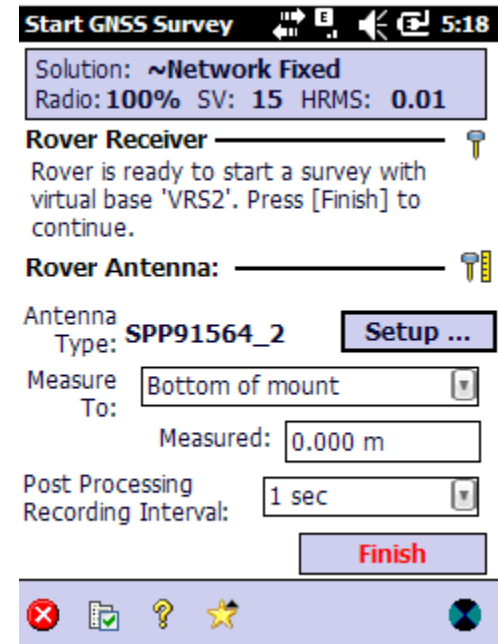 Start GNSS Survey E 5:18
Solution: ~Network Fixed
Radio: 100% SV: 15 HRMS: 0.01
Rover Receiver
Rover is ready to start a survey with
virtual base 'VRS2'. Press [Finish] to
continue.
Rover Antenna:
Antenna
Type: SPP91564_2 Setup ...
Measure
To: Bottom of mount
Measured: 0.000 m
Post Processing
Recording Interval: 1 sec
Finish